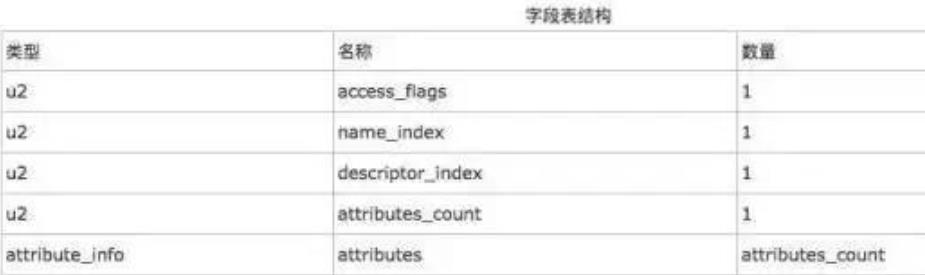 字段表结构
类型 名称 数量
u2 access_flags 1
u2 name_index 1
u2 descriptor_index 1
u2 attributes_count 1
attribute_info attributes attributes_count